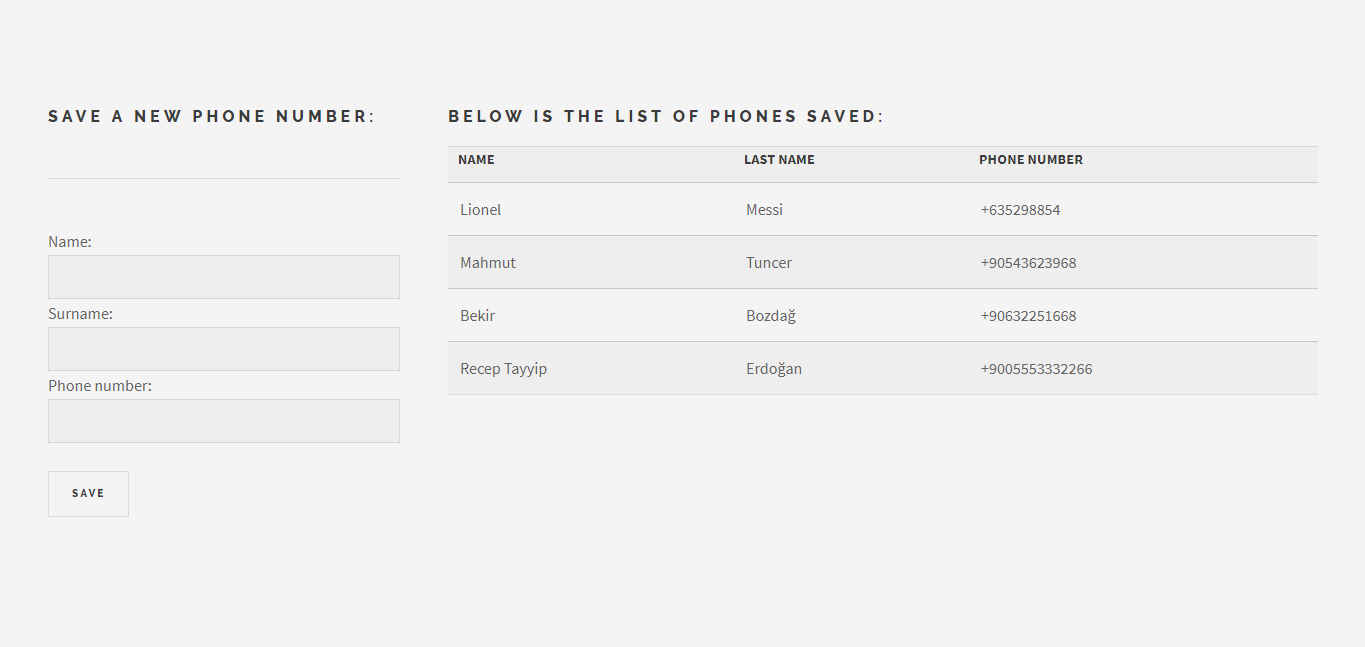 SAVE A NEW PHONE NUMBER:
Name:
Surname:
Phone number:
SAVE
BELOW IS THE LIST OF PHONES SAVED:
NAME LAST NAME PHONE NUMBER
Lionel Messi +635298854
Mahmut Tuncer +90543623968
Bekir Bozdağ +90632251668
Recep Tayyip Erdoğan +9005553332266